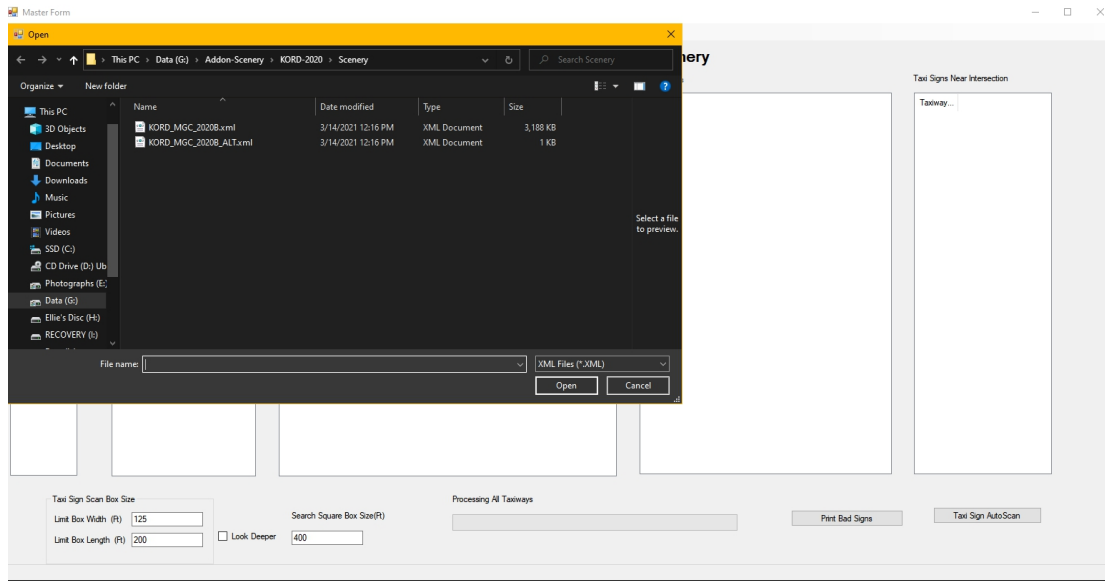 Master Form
Open
This PC > Data (G:) > Addon-Scenery > KORD-2020 > Scenery
Search Scenery
Organize
New folder
Name
Date modified
Type
Size
This PC
3D Objects
Desktop
Documents
Downloads
Music
Pictures
Videos
SSD (C:)
CD Drive (D:) Ub
Photographs (E:)
Data (G:)
Ellie's Disc (H:)
RECOVERY (I:)
KORD_MGC_2020B.xml 3/14/2021 12:16 PM XML Document 3,188 KB
KORD_MGC_2020B_ALT.xml 3/14/2021 12:16 PM XML Document 1 KB
Select a file
to preview.
File name:
XML Files (*.XML)
Open
Cancel
nery
Taxi Signs Near Intersection
Taxiway...
Taxi Sign Scan Box Size
Limit Box Width (Ft) 125
Limit Box Length (Ft) 200
Look Deeper
Search Square Box Size(Ft)
400
Processing All Taxiways
Print Bad Signs
Taxi Sign AutoScan